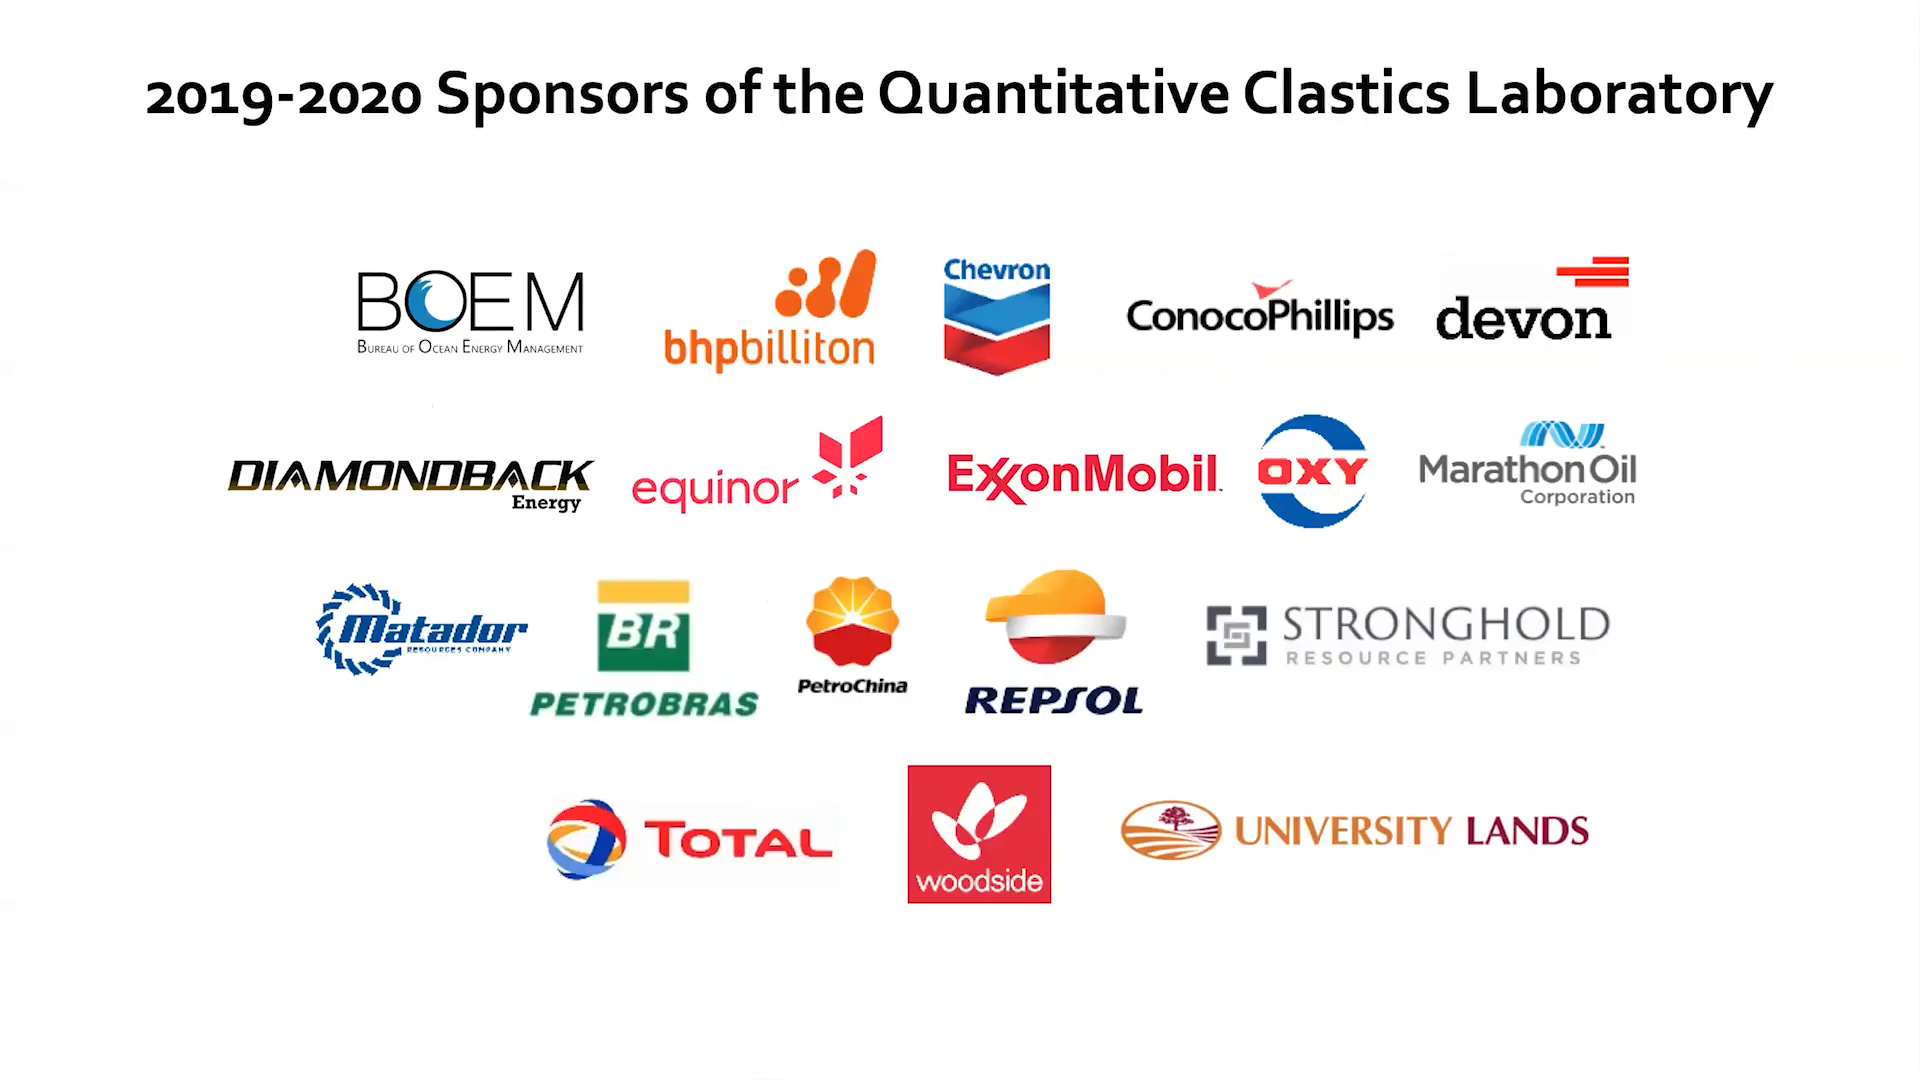 2019-2020 Sponsors of the Quantitative Clastics Laboratory
BOEM
BUREAU OF OCEAN ENERGY MANAGEMENT
bhpbilliton
Chevron
ConocoPhillips
devon
DIAMONDBACK
Energy
equinor
ExxonMobil
OXY
Marathon Oil
Corporation
Matador
RESOURCES COMPANY
BR
PETROBRAS
PetroChina
REPSOL
STRONGHOLD
RESOURCE PARTNERS
TOTAL
woodside
UNIVERSITY LANDS